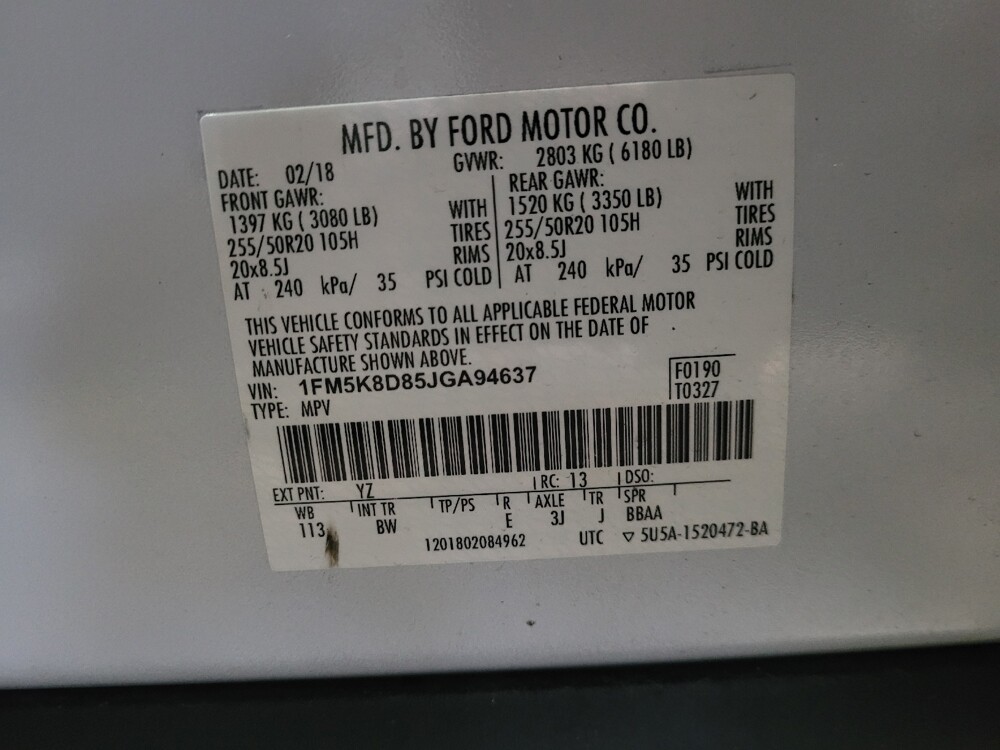 MFD. BY FORD MOTOR CO.
DATE: 02/18 GVWR: 2803 KG ( 6180 LB)
FRONT GAWR: REAR GAWR:
1397 KG ( 3080 LB) WITH 1520 KG ( 3350 LB) WITH
255/50R20 105H TIRES 255/50R20 105H TIRES
20x8.5J RIMS 20x8.5J RIMS
AT 240 kPa/ 35 PSI COLD AT 240 kPa/ 35 PSI COLD
THIS VEHICLE CONFORMS TO ALL APPLICABLE FEDERAL MOTOR
VEHICLE SAFETY STANDARDS IN EFFECT ON THE DATE OF
MANUFACTURE SHOWN ABOVE.
VIN: 1FM5K8D85JGA94637 F0190
TYPE: MPV T0327
EXT PNT: YZ RC: 13 DSO:
WB INT TR TP/PS R AXLE TR SPR
113 BW E 3J J BBAA
1201802084962 UTC ▽ 5U5A-1520472-BA